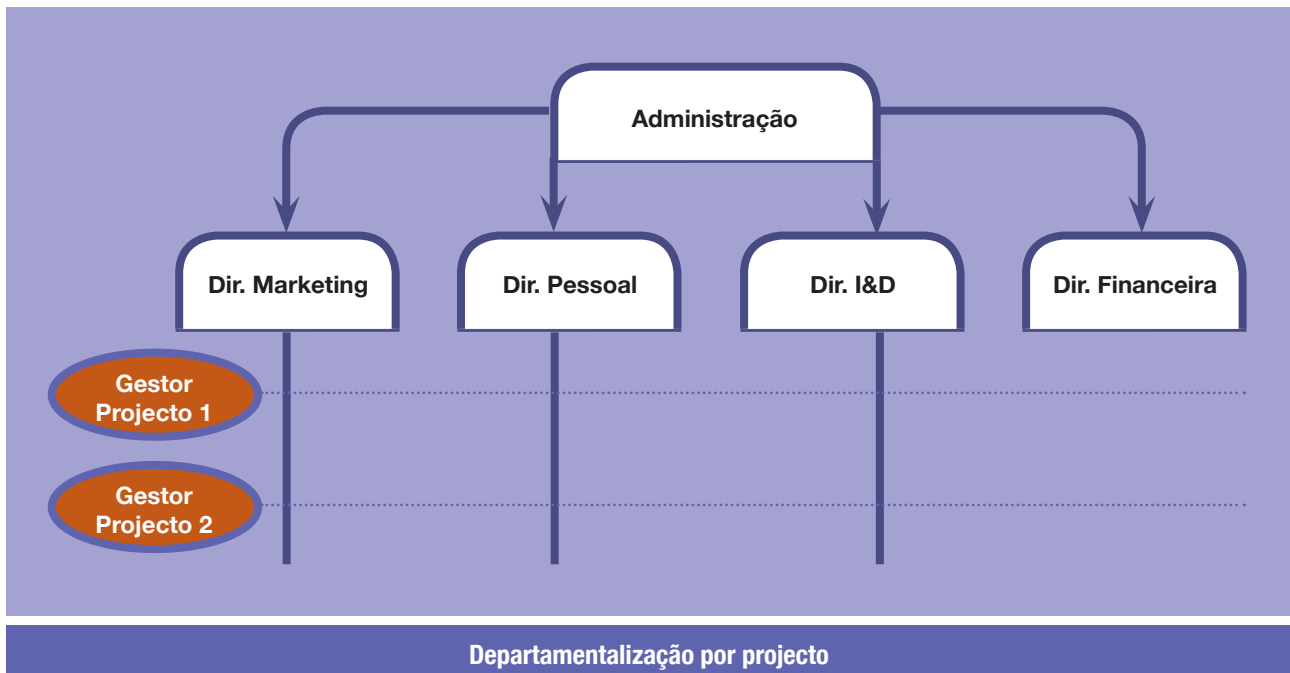 Administração
Dir. Marketing
Dir. Pessoal
Dir. I&D
Dir. Financeira
Gestor
Projecto 1
Gestor
Projecto 2
Departamentalização por projecto